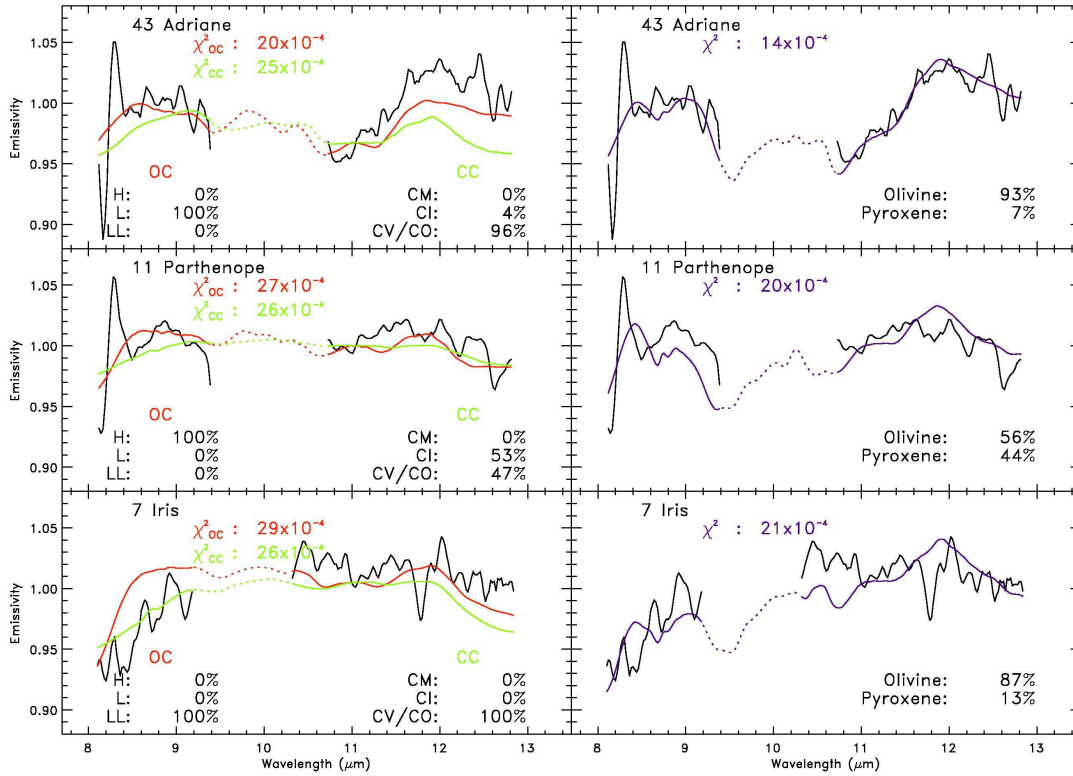 43 Adriane
χ²OC : 20x10⁻⁴
χ²CC : 25x10⁻⁴
OC
CC
H: 0%
L: 100%
LL: 0%
CM: 0%
CI: 4%
CV/CO: 96%
Emissivity
1.05
1.00
0.95
0.90
43 Adriane
χ² : 14x10⁻⁴
Olivine: 93%
Pyroxene: 7%
11 Parthenope
χ²OC : 27x10⁻⁴
χ²CC : 26x10⁻⁴
OC
CC
H: 100%
L: 0%
LL: 0%
CM: 0%
CI: 53%
CV/CO: 47%
Emissivity
1.05
1.00
0.95
0.90
11 Parthenope
χ² : 20x10⁻⁴
Olivine: 56%
Pyroxene: 44%
7 Iris
χ²OC : 29x10⁻⁴
χ²CC : 26x10⁻⁴
OC
CC
H: 0%
L: 0%
LL: 100%
CM: 0%
CI: 0%
CV/CO: 100%
Emissivity
1.05
1.00
0.95
0.90
8 9 10 11 12 13
Wavelength (μm)
7 Iris
χ² : 21x10⁻⁴
Olivine: 87%
Pyroxene: 13%
8 9 10 11 12 13
Wavelength (μm)